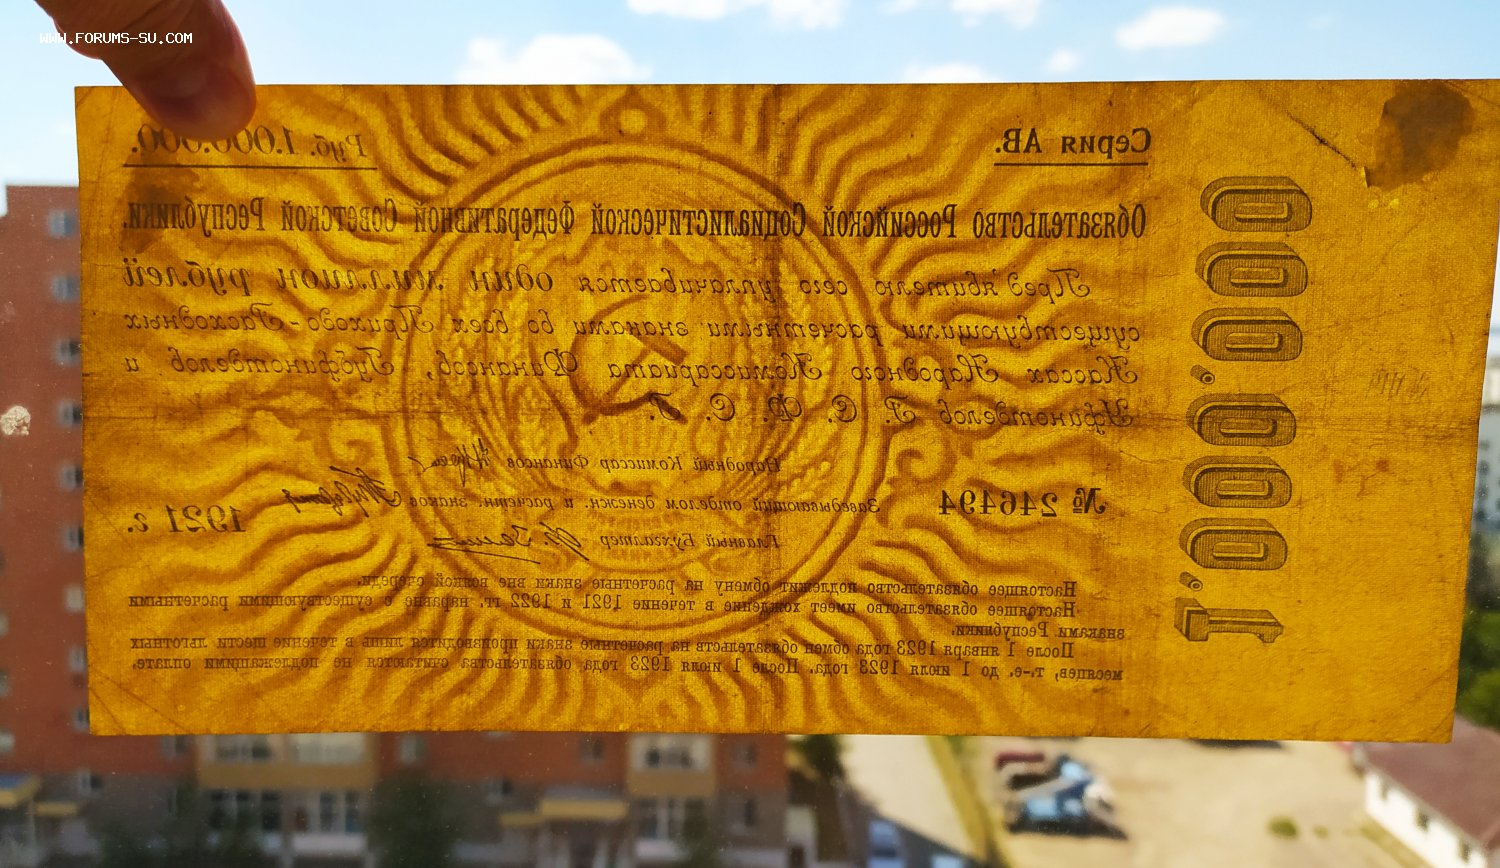 WWW.FORUMS-SU.COM
Серия АВ.
Руб. 1.000.000.
Обязательство Российской Социалистической Федеративной Советской Республики.
Пред'явителю сего уплачивается один миллион рублей
существующими расчетными знаками во всех Приходо-Расходных
Кассах Народного Комиссариата Финансов, Губфинотделов и
Уфинотделов Р. С. Ф. С. Р.
Народный Комиссар Финансов
№ 246494
Заведывающий отделом денежн. и расчетн. знаков
1921 г.
Главный Бухгалтер
Настоящее обязательство подлежит обмену на расчетные знаки вне всякой очереди.
Настоящее обязательство имеет хождение в течение 1921 и 1922 гг. наравне с существующими расчетными
знаками Республики.
После 1 января 1923 года обмен обязательств на расчетные знаки производится лишь в течение шести льготных
месяцев, т.-е. до 1 июля 1923 года. После 1 июля 1923 года обязательства считаются не подлежащими оплате.
1.000.000